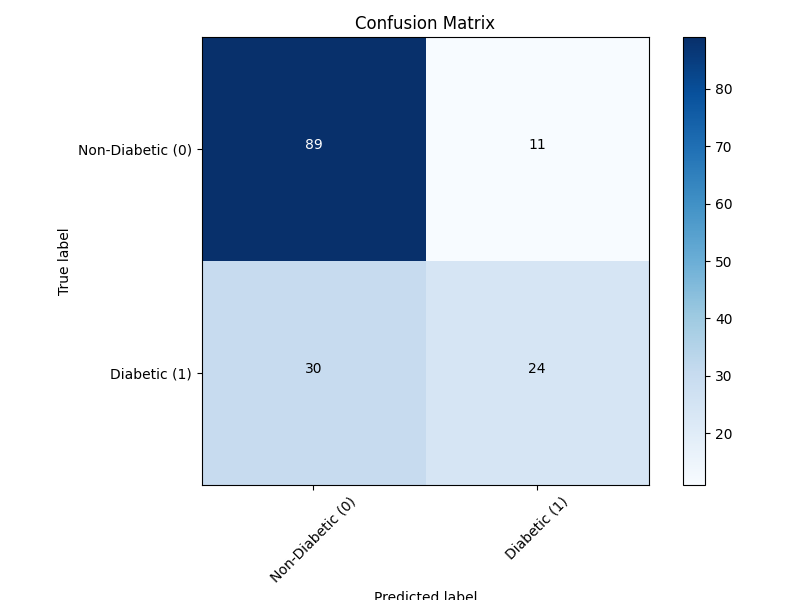 Confusion Matrix
Non-Diabetic (0)
89
11
80
70
60
50
40
30
20
True label
Diabetic (1)
30
24
Non-Diabetic (0)
Diabetic (1)
Predicted label